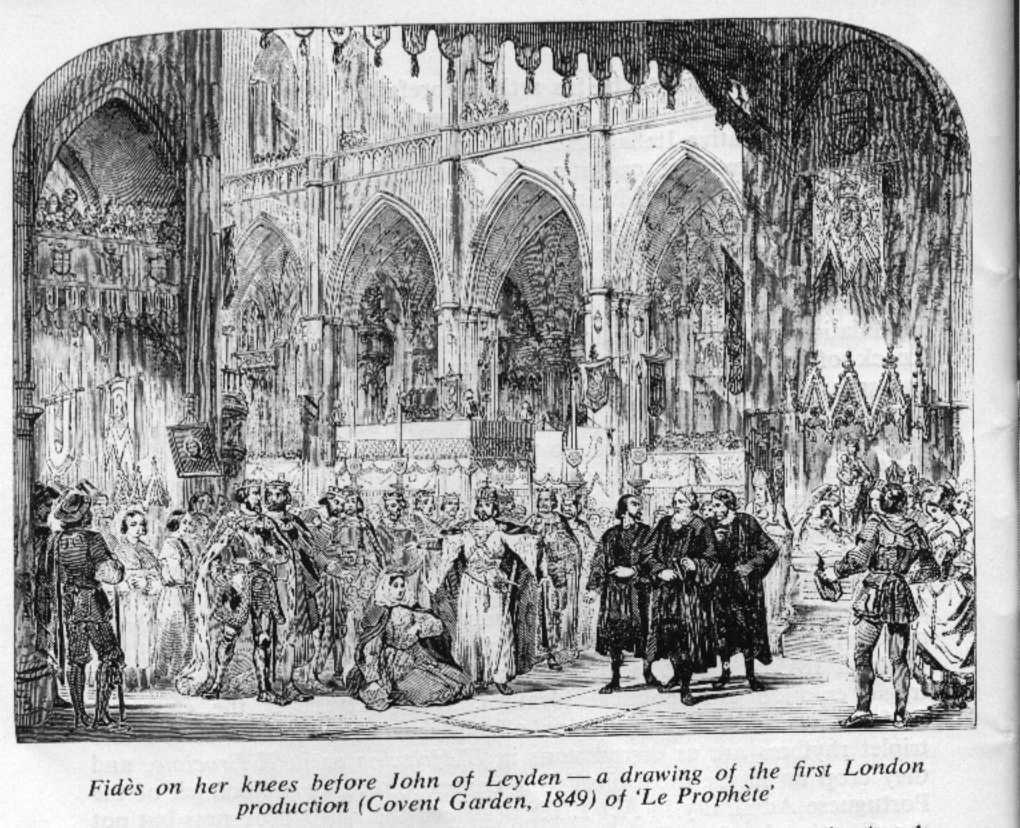 Fidès on her knees before John of Leyden — a drawing of the first London
production (Covent Garden, 1849) of 'Le Prophète'